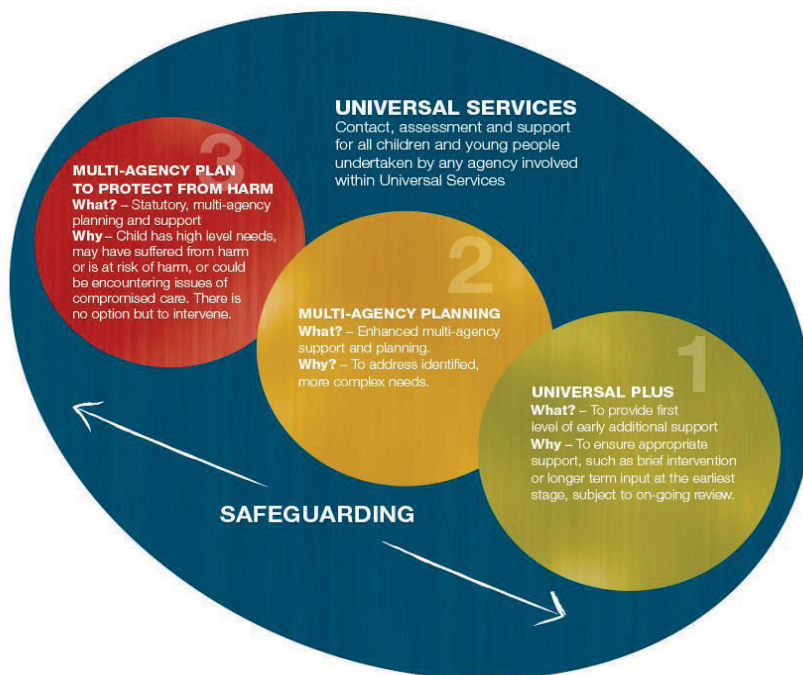 UNIVERSAL SERVICES
Contact, assessment and support
for all children and young people
undertaken by any agency involved
within Universal Services
3
MULTI-AGENCY PLAN
TO PROTECT FROM HARM
What? – Statutory, multi-agency
planning and support
Why – Child has high level needs,
may have suffered from harm
or is at risk of harm, or could
be encountering issues of
compromised care. There is
no option but to intervene.
2
MULTI-AGENCY PLANNING
What? – Enhanced multi-agency
support and planning.
Why? – To address identified,
more complex needs.
1
UNIVERSAL PLUS
What? – To provide first
level of early additional support
Why – To ensure appropriate
support, such as brief intervention
or longer term input at the earliest
stage, subject to on-going review.
SAFEGUARDING